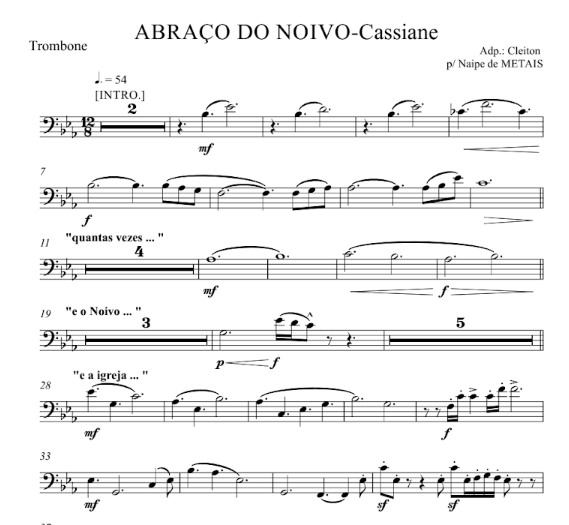 ABRAÇO DO NOIVO-Cassiane
Trombone
Adp.: Cleiton
p/ Naipe de METAIS
♩. = 54
[INTRO.]
12
8
2
mf
7
f
11
"quantas vezes ... "
4
mf
f
19
"e o Noivo ... "
3
5
p
f
28
"e a igreja ... "
mf
f
33
mf
sf
sf